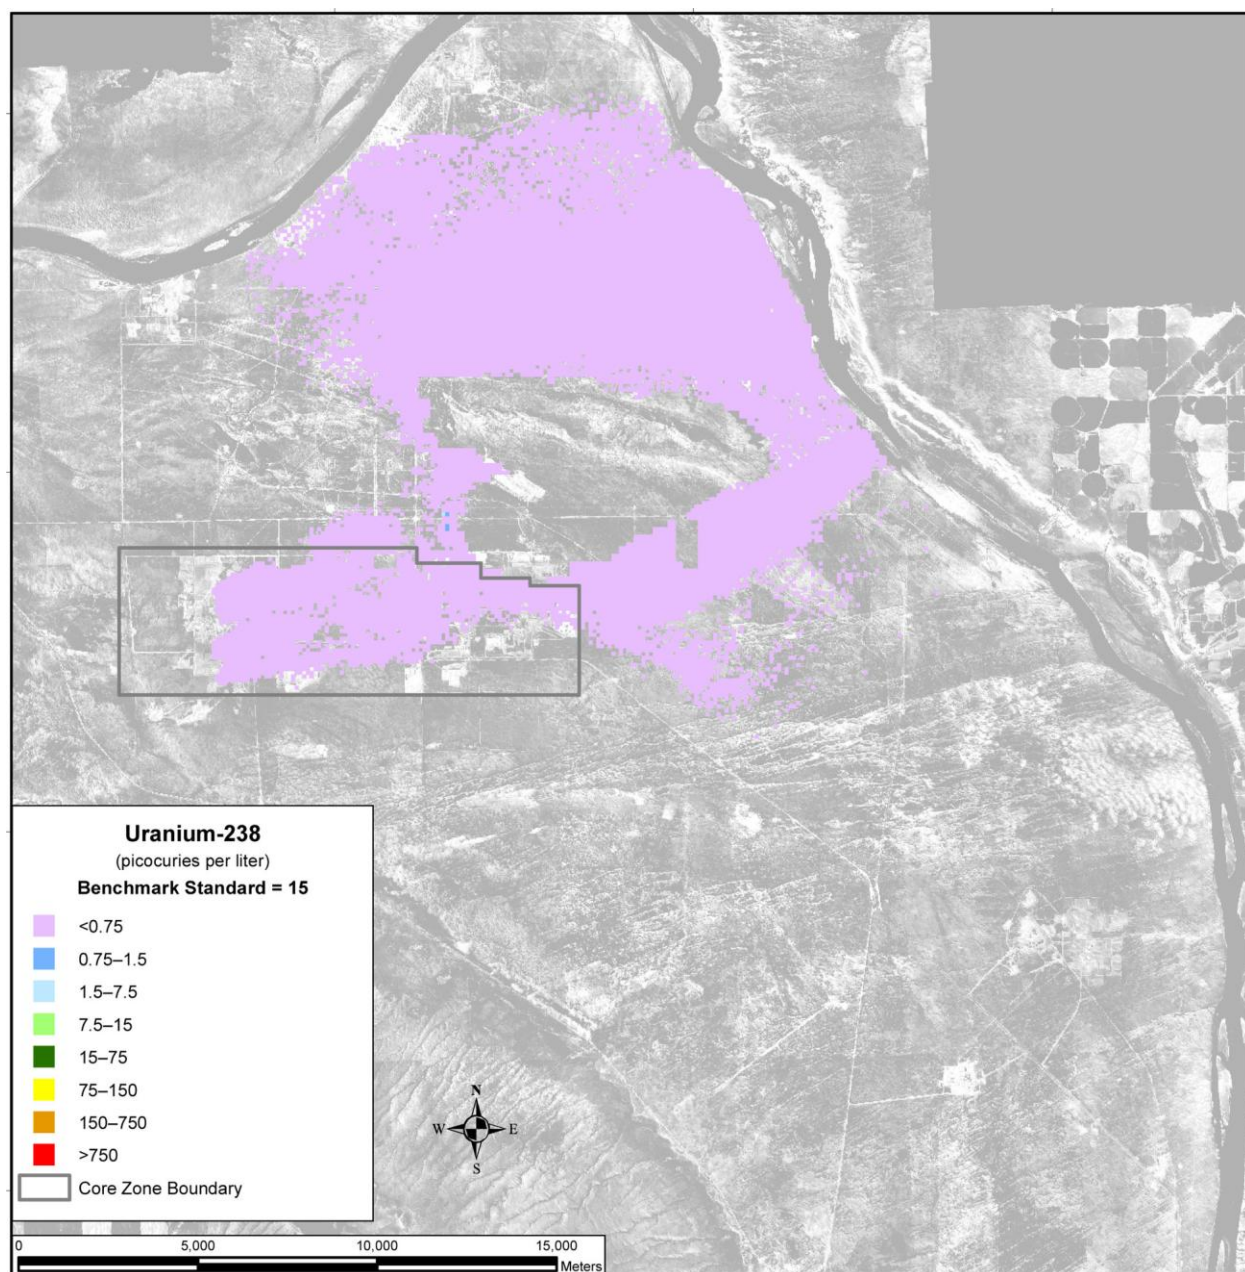 Uranium-238
(picocuries per liter)
Benchmark Standard = 15
<0.75
0.75–1.5
1.5–7.5
7.5–15
15–75
75–150
150–750
>750
Core Zone Boundary
N
W E
S
0 5,000 10,000 15,000
Meters